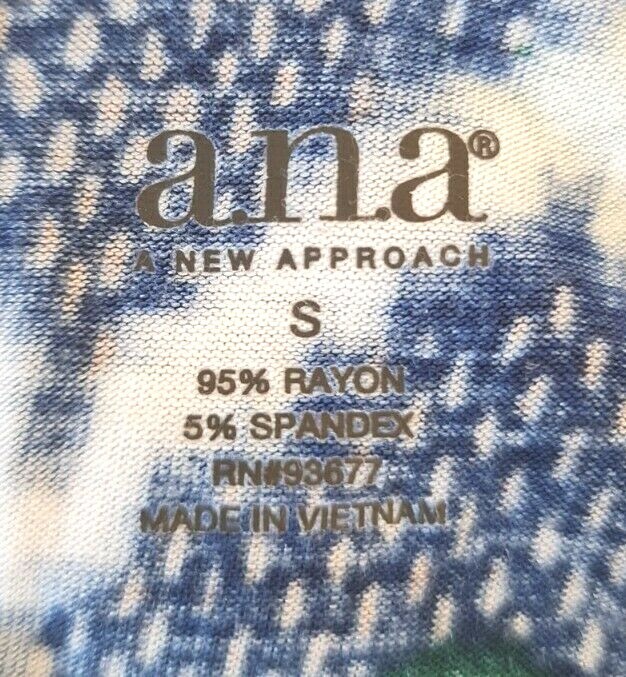 a.n.a®
A NEW APPROACH
S
95% RAYON
5% SPANDEX
RN#93677
MADE IN VIETNAM